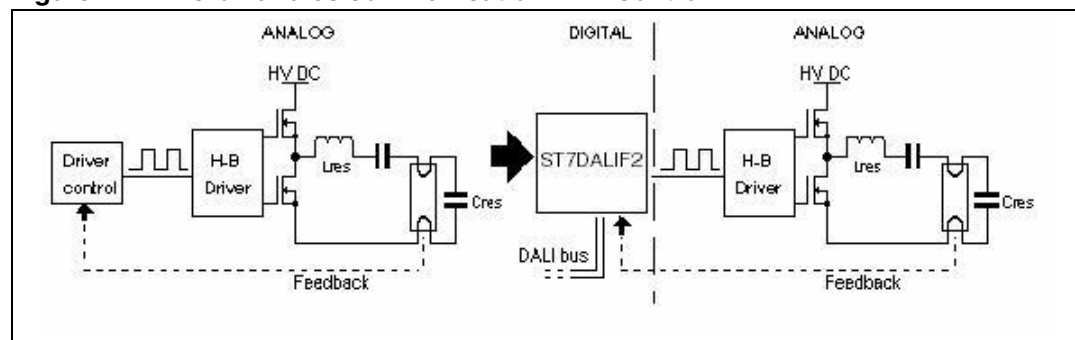 ANALOG
DIGITAL
ANALOG
HV DC
HV DC
Driver
control
H-B
Driver
Lres
Cres
ST7DALIF2
H-B
Driver
Lres
Cres
DALI bus
Feedback
Feedback